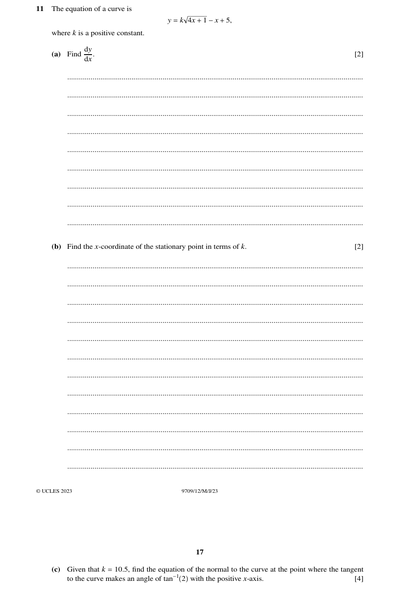 11 The equation of a curve is
y = k√(4x + 1) − x + 5,
where k is a positive constant.
(a) Find dy/dx. [2]
(b) Find the x-coordinate of the stationary point in terms of k. [2]
© UCLES 2023 9709/12/M/J/23
17
(c) Given that k = 10.5, find the equation of the normal to the curve at the point where the tangent
to the curve makes an angle of tan⁻¹(2) with the positive x-axis. [4]